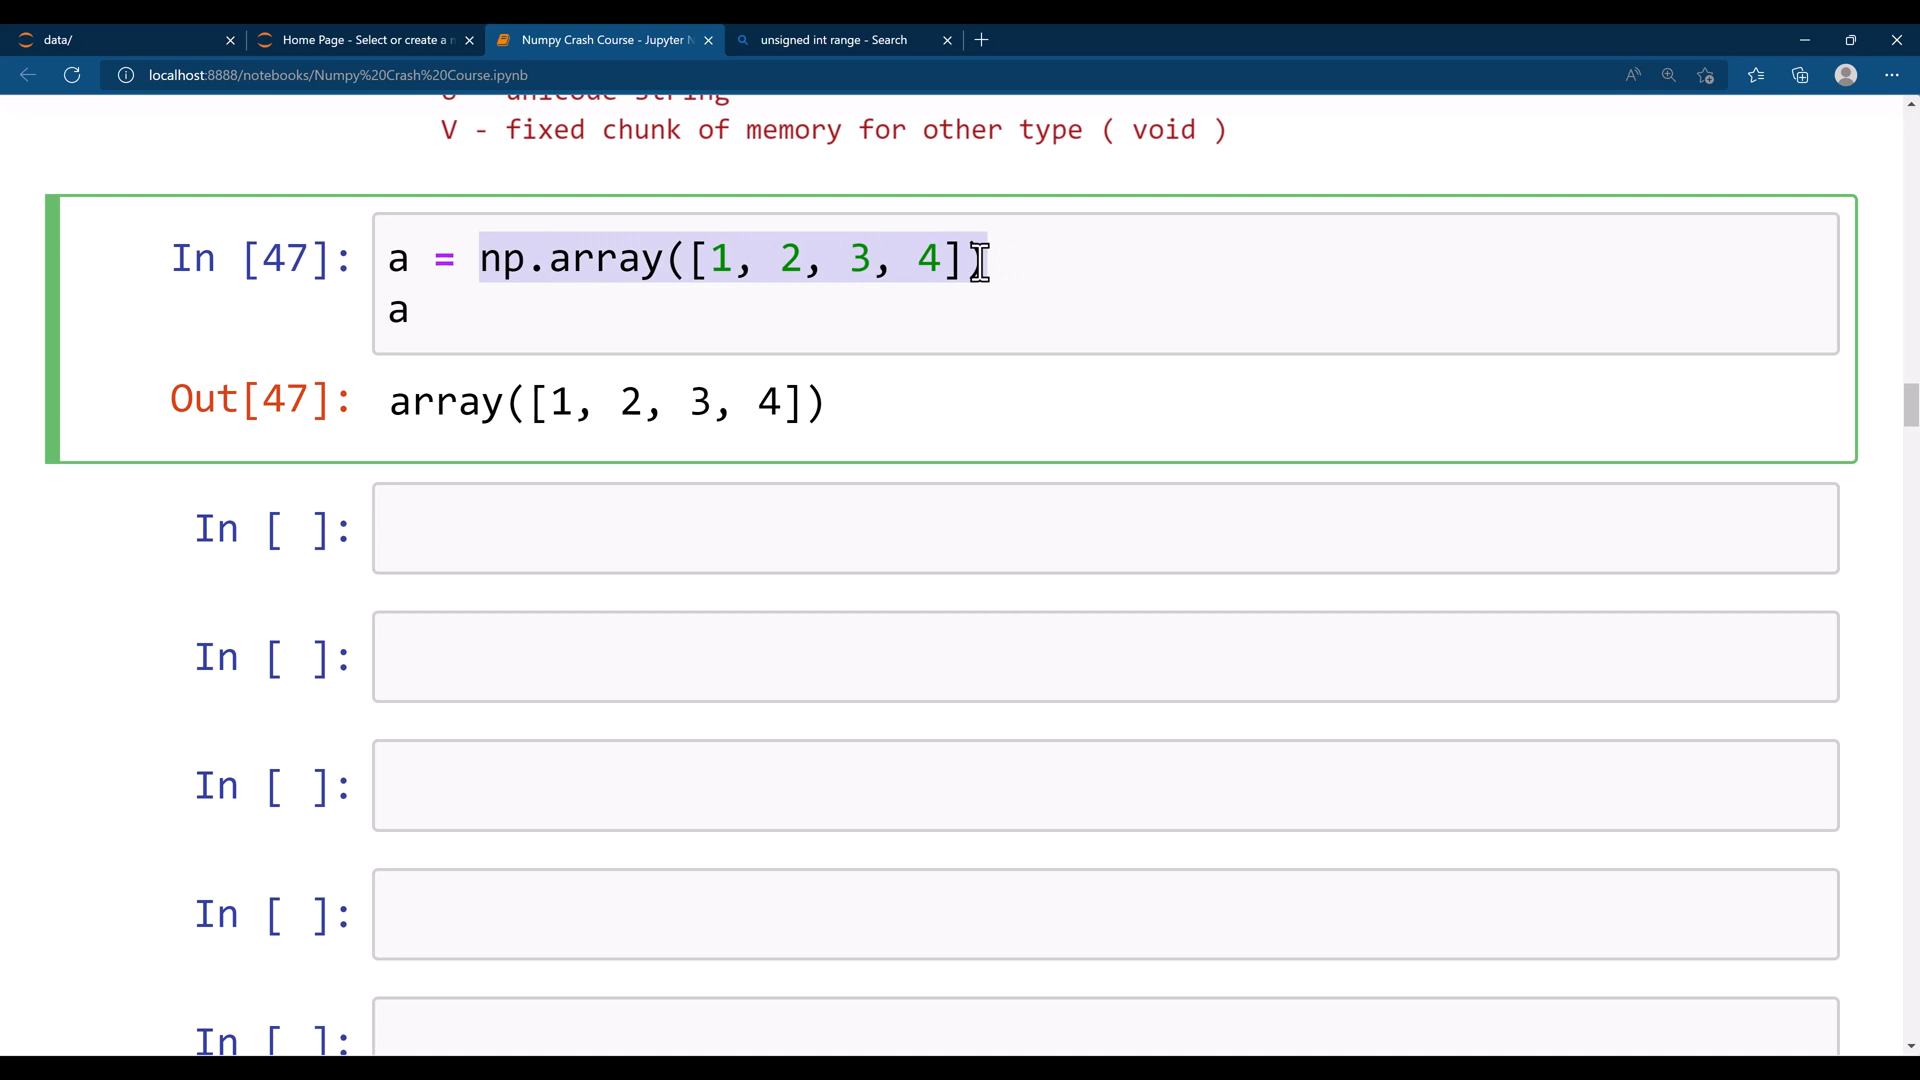 data/
Home Page - Select or create a n
Numpy Crash Course - Jupyter N
unsigned int range - Search
localhost:8888/notebooks/Numpy%20Crash%20Course.ipynb
unicode string
V - fixed chunk of memory for other type ( void )
In [47]: a = np.array([1, 2, 3, 4])
a
Out[47]: array([1, 2, 3, 4])
In [ ]:
In [ ]:
In [ ]:
In [ ]:
In [ ]: